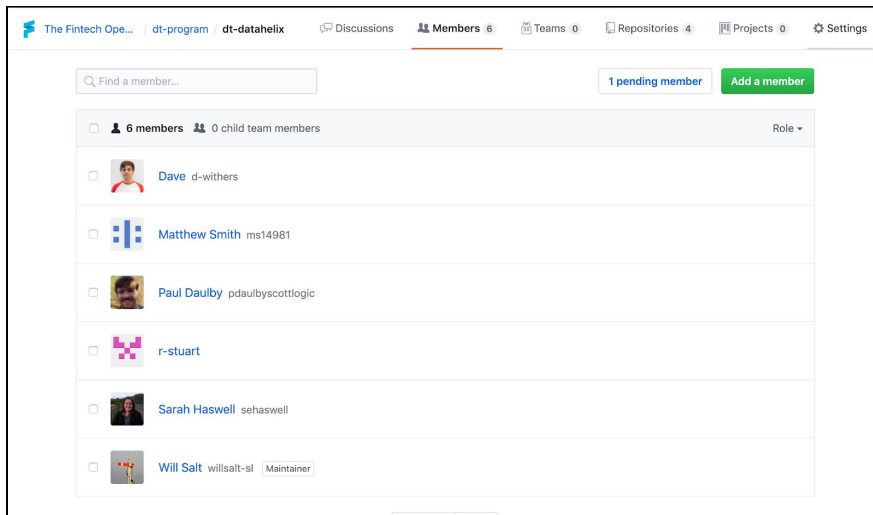 The Fintech Ope... / dt-program / dt-datahelix Discussions Members 6 Teams 0 Repositories 4 Projects 0 Settings
Find a member... 1 pending member Add a member
6 members 0 child team members Role
Dave d-withers
Matthew Smith ms14981
Paul Daulby pdaulbyscottlogic
r-stuart
Sarah Haswell sehaswell
Will Salt willsalt-sl Maintainer